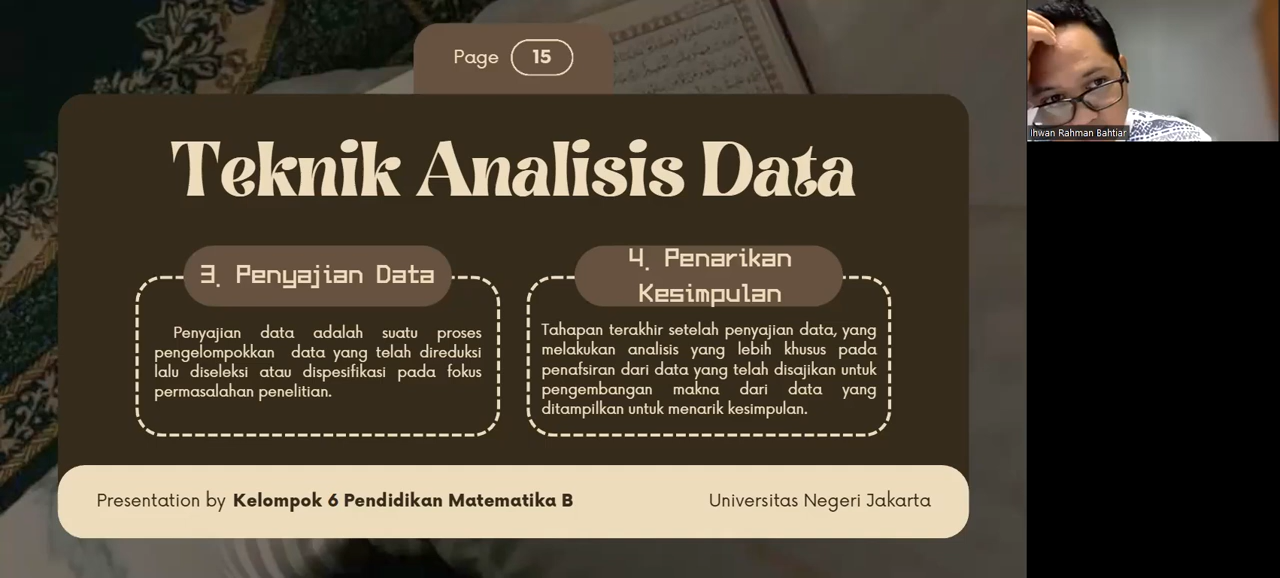 Page 15
Teknik Analisis Data
3. Penyajian Data
Penyajian data adalah suatu proses
pengelompokkan data yang telah direduksi
lalu diseleksi atau dispesifikasi pada fokus
permasalahan penelitian.
4. Penarikan
Kesimpulan
Tahapan terakhir setelah penyajian data, yang
melakukan analisis yang lebih khusus pada
penafsiran dari data yang telah disajikan untuk
pengembangan makna dari data yang
ditampilkan untuk menarik kesimpulan.
Presentation by Kelompok 6 Pendidikan Matematika B
Universitas Negeri Jakarta
Ihwan Rahman Bahtiar